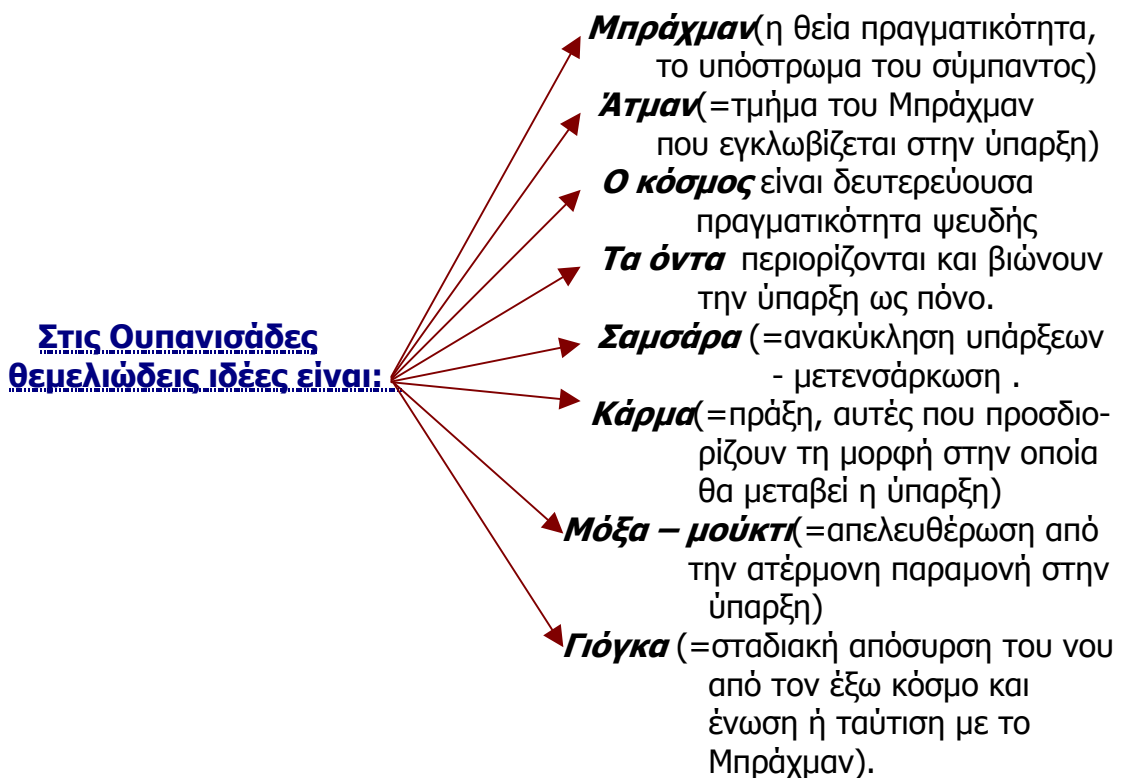 Στις Ουπανισάδες
θεμελιώδεις ιδέες είναι:
Μπράχμαν(η θεία πραγματικότητα,
το υπόστρωμα του σύμπαντος)
Άτμαν(=τμήμα του Μπράχμαν
που εγκλωβίζεται στην ύπαρξη)
Ο κόσμος είναι δευτερεύουσα
πραγματικότητα ψευδής
Τα όντα περιορίζονται και βιώνουν
την ύπαρξη ως πόνο.
Σαμσάρα (=ανακύκληση υπάρξεων
- μετενσάρκωση .
Κάρμα(=πράξη, αυτές που προσδιο-
ρίζουν τη μορφή στην οποία
θα μεταβεί η ύπαρξη)
Μόξα – μούκτι(=απελευθέρωση από
την ατέρμονη παραμονή στην
ύπαρξη)
Γιόγκα (=σταδιακή απόσυρση του νου
από τον έξω κόσμο και
ένωση ή ταύτιση με το
Μπράχμαν).